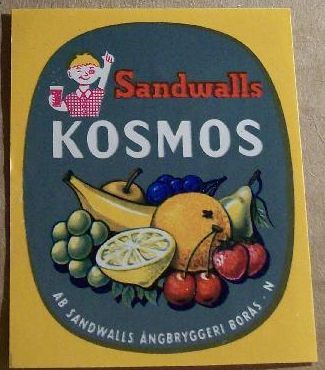 Sandwalls
KOSMOS
AB SANDWALLS ÅNGBRYGGERI BORÅS . N